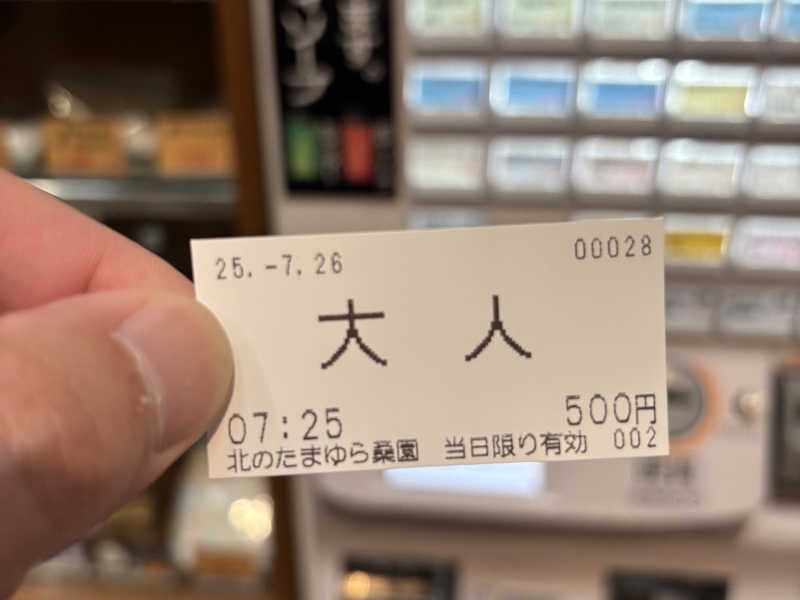 25.-7.26 00028
大人
07:25 500円
北のたまゆら桑園 当日限り有効 002